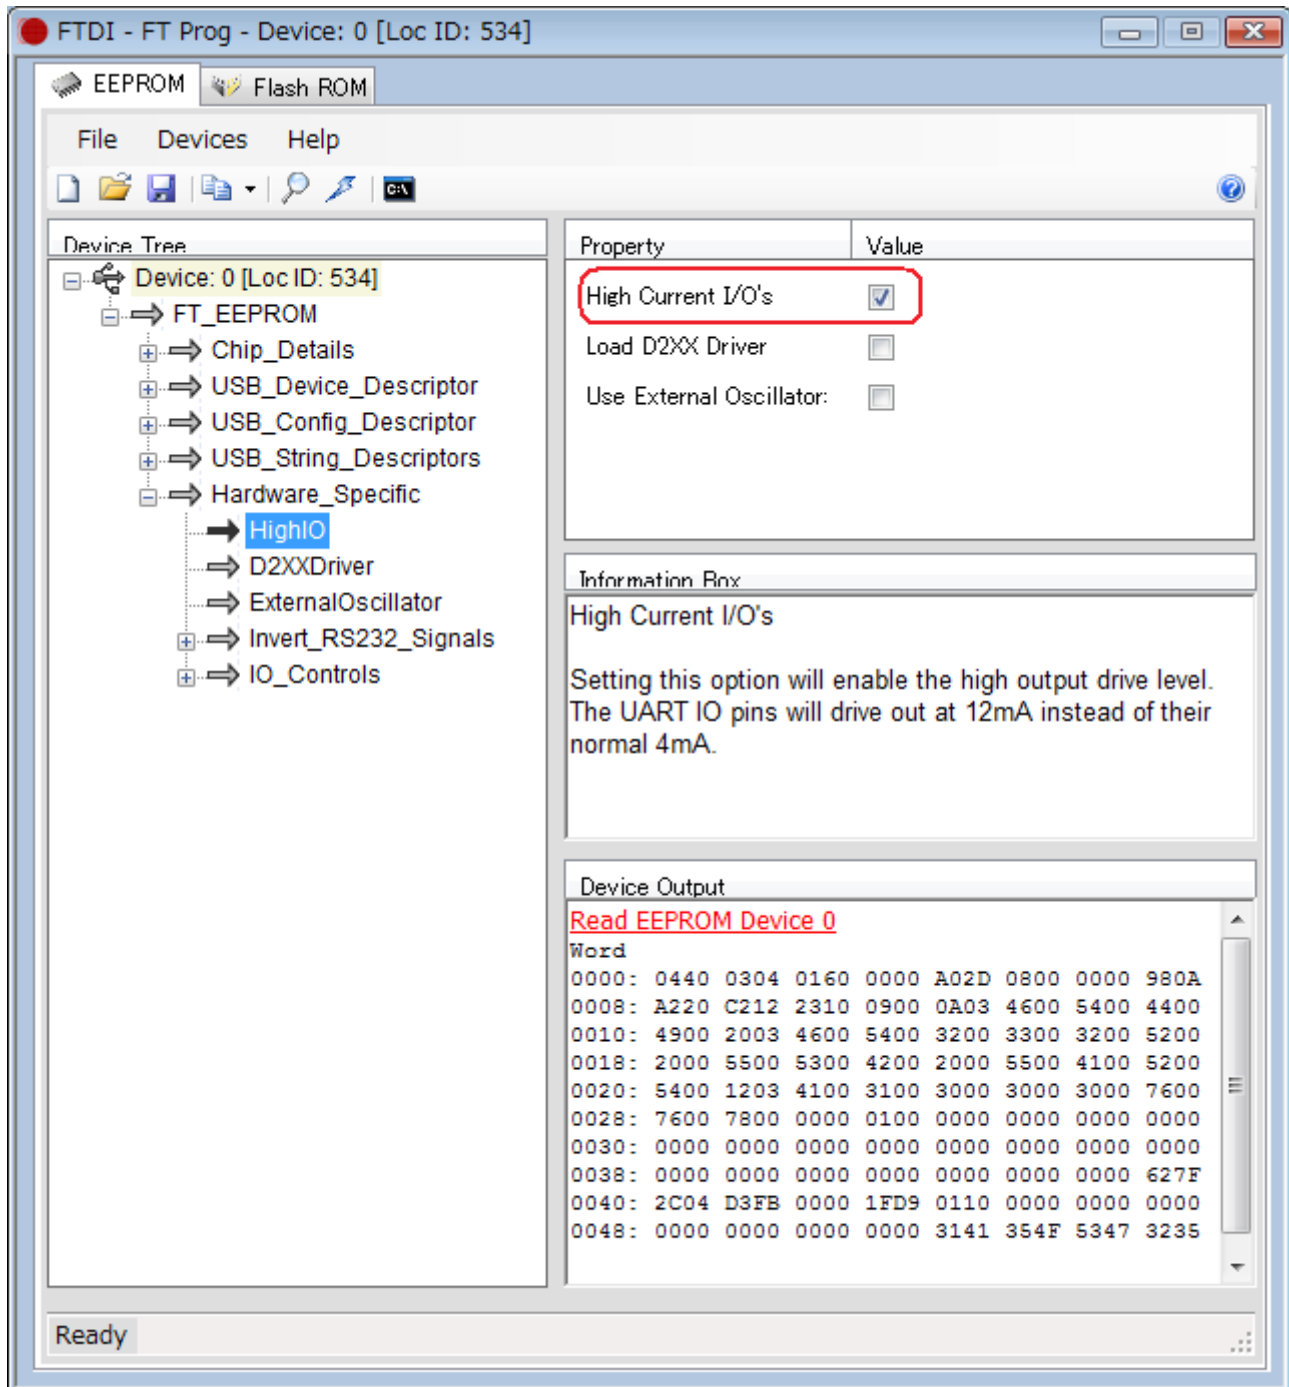 FTDI - FT Prog - Device: 0 [Loc ID: 534]
EEPROM
Flash ROM
File Devices Help
C:\
Device Tree
Device: 0 [Loc ID: 534]
FT_EEPROM
Chip_Details
USB_Device_Descriptor
USB_Config_Descriptor
USB_String_Descriptors
Hardware_Specific
HighIO
D2XXDriver
ExternalOscillator
Invert_RS232_Signals
IO_Controls
Property Value
High Current I/O's
Load D2XX Driver
Use External Oscillator:
Information Box
High Current I/O's
Setting this option will enable the high output drive level.
The UART IO pins will drive out at 12mA instead of their
normal 4mA.
Device Output
Read EEPROM Device 0
Word
0000: 0440 0304 0160 0000 A02D 0800 0000 980A
0008: A220 C212 2310 0900 0A03 4600 5400 4400
0010: 4900 2003 4600 5400 3200 3300 3200 5200
0018: 2000 5500 5300 4200 2000 5500 4100 5200
0020: 5400 1203 4100 3100 3000 3000 3000 7600
0028: 7600 7800 0000 0100 0000 0000 0000 0000
0030: 0000 0000 0000 0000 0000 0000 0000 0000
0038: 0000 0000 0000 0000 0000 0000 0000 627F
0040: 2C04 D3FB 0000 1FD9 0110 0000 0000 0000
0048: 0000 0000 0000 0000 3141 354F 5347 3235
Ready